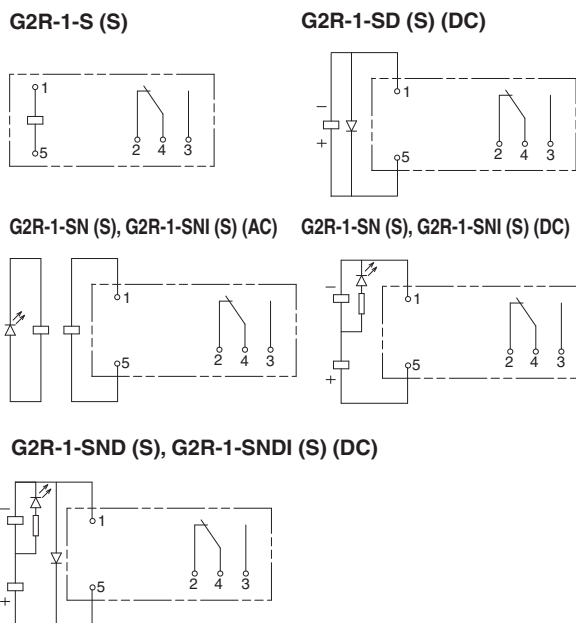 G2R-1-S (S)
G2R-1-SD (S) (DC)
1
5
2 4 3
−
+
1
5
2 4 3
G2R-1-SN (S), G2R-1-SNI (S) (AC)
G2R-1-SN (S), G2R-1-SNI (S) (DC)
1
5
2 4 3
−
+
1
5
2 4 3
G2R-1-SND (S), G2R-1-SNDI (S) (DC)
−
+
1
5
2 4 3